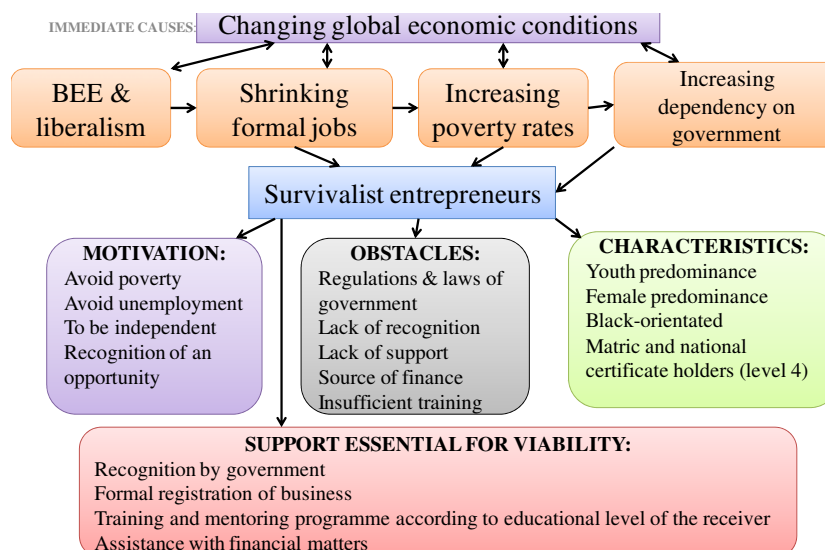 IMMEDIATE CAUSES:
Changing global economic conditions
BEE &
liberalism
Shrinking
formal jobs
Increasing
poverty rates
Increasing
dependency on
government
Survivalist entrepreneurs
MOTIVATION:
Avoid poverty
Avoid unemployment
To be independent
Recognition of an
opportunity
OBSTACLES:
Regulations & laws of
government
Lack of recognition
Lack of support
Source of finance
Insufficient training
CHARACTERISTICS:
Youth predominance
Female predominance
Black-orientated
Matric and national
certificate holders (level 4)
SUPPORT ESSENTIAL FOR VIABILITY:
Recognition by government
Formal registration of business
Training and mentoring programme according to educational level of the receiver
Assistance with financial matters